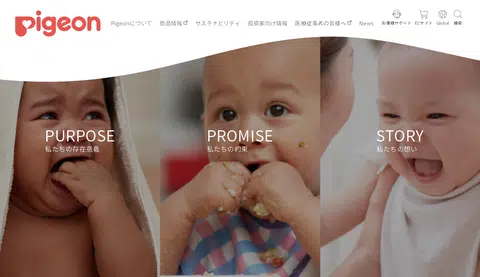 pigeon
Pigeonについて 商品情報 サステナビリティ 投資家向け情報 医療従事者の皆様へ News お客様サポート ECサイト Global 検索
PURPOSE
私たちの存在意義
PROMISE
私たちの約束
STORY
私たちの想い